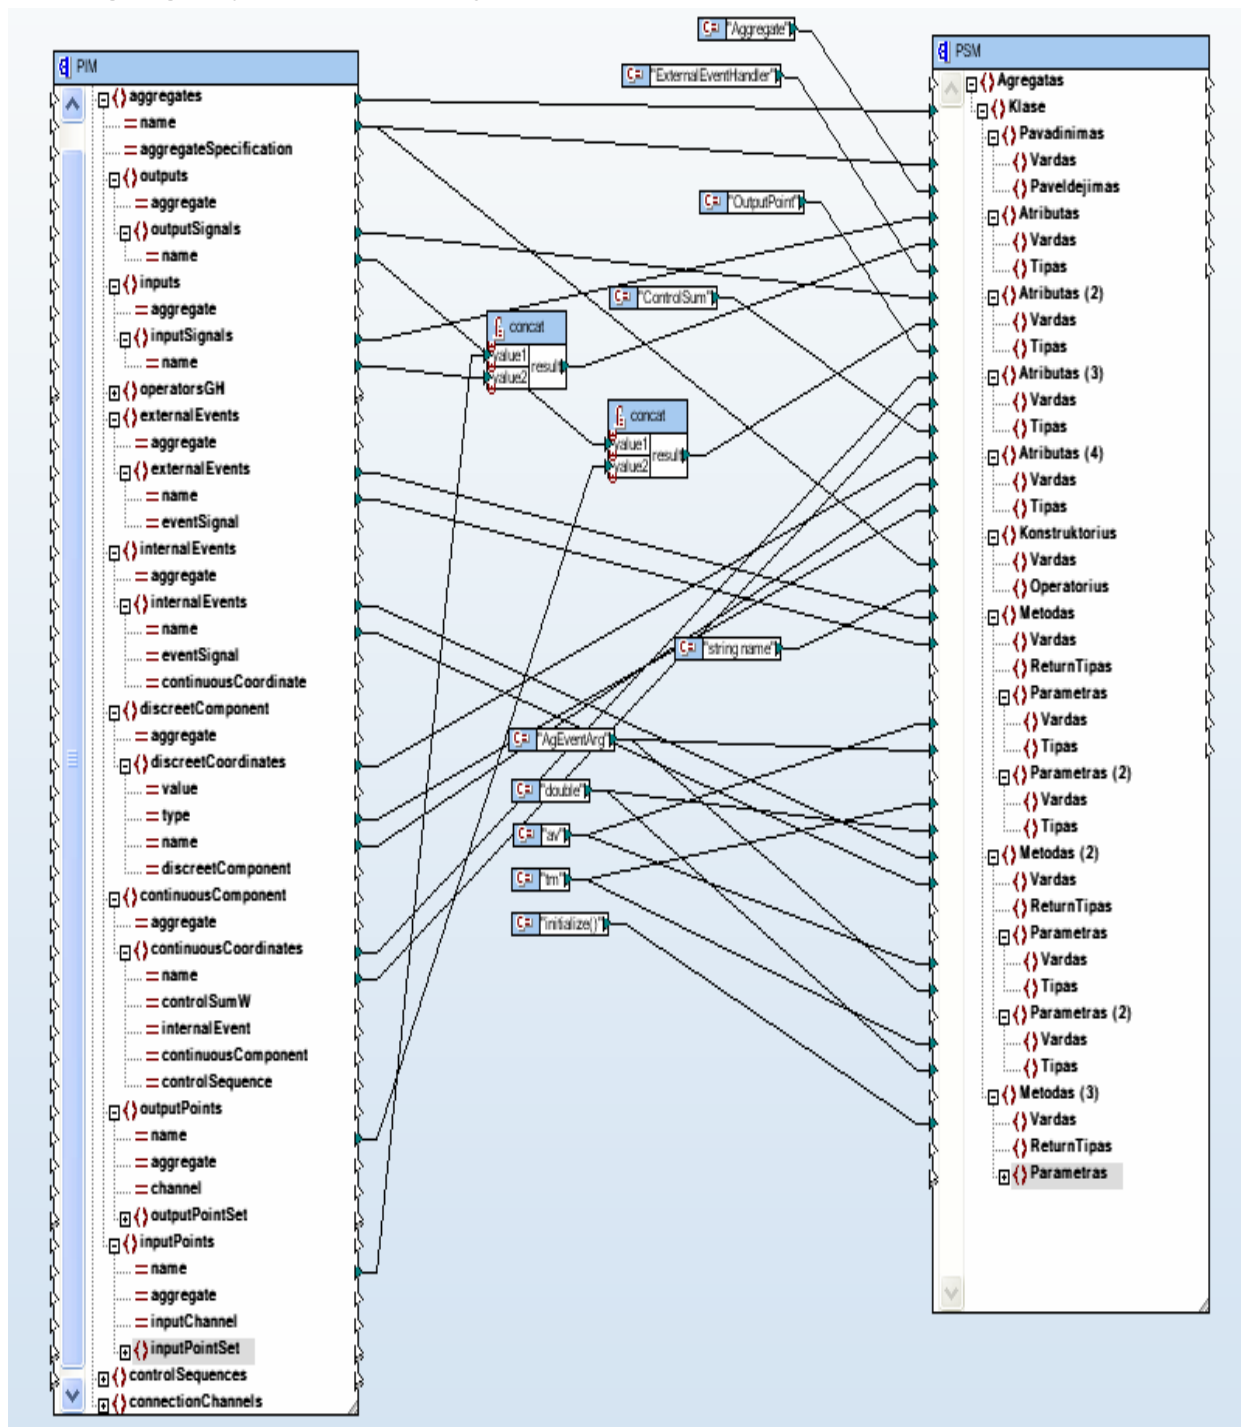 PIM
aggregates
name
aggregateSpecification
outputs
aggregate
outputSignals
name
inputs
aggregate
inputSignals
name
operatorsGH
externalEvents
aggregate
externalEvents
name
eventSignal
internalEvents
aggregate
internalEvents
name
eventSignal
continuousCoordinate
discreetComponent
aggregate
discreetCoordinates
value
type
name
discreetComponent
continuousComponent
aggregate
continuousCoordinates
name
controlSumW
internalEvent
continuousComponent
controlSequence
outputPoints
name
aggregate
channel
outputPointSet
inputPoints
name
aggregate
inputChannel
inputPointSet
controlSequences
connectionChannels
C= "Aggregate"
C= "ExternalEventHandler"
C= "OutputPoint"
C= "ControlSum"
concat
value1
result
value2
concat
value1
result
value2
C= "string name"
C= "AgEventArg"
C= "double"
C= "av"
C= "tm"
C= "initialize()"
PSM
Agregatas
Klase
Pavadinimas
Vardas
Paveldejimas
Atributas
Vardas
Tipas
Atributas (2)
Vardas
Tipas
Atributas (3)
Vardas
Tipas
Atributas (4)
Vardas
Tipas
Konstruktorius
Vardas
Operatorius
Metodas
Vardas
ReturnTipas
Parametras
Vardas
Tipas
Parametras (2)
Vardas
Tipas
Metodas (2)
Vardas
ReturnTipas
Parametras
Vardas
Tipas
Parametras (2)
Vardas
Tipas
Metodas (3)
Vardas
ReturnTipas
Parametras